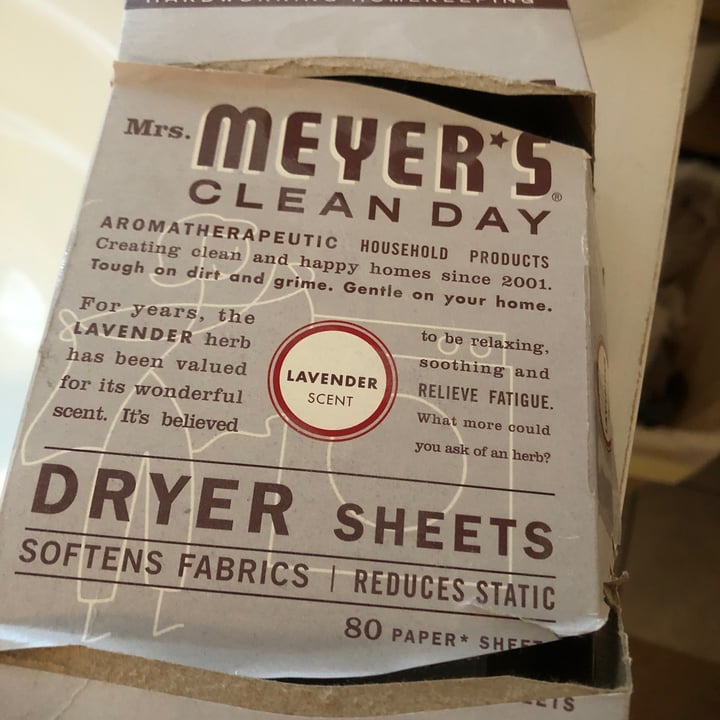 HARDWORKING HOMEKEEPING
Mrs. MEYER'S®
CLEAN DAY
AROMATHERAPEUTIC HOUSEHOLD PRODUCTS
Creating clean and happy homes since 2001.
Tough on dirt and grime. Gentle on your home.
For years, the
LAVENDER herb
has been valued
for its wonderful
scent. It's believed
LAVENDER
SCENT
to be relaxing,
soothing and
RELIEVE FATIGUE.
What more could
you ask of an herb?
DRYER SHEETS
SOFTENS FABRICS | REDUCES STATIC
80 PAPER*